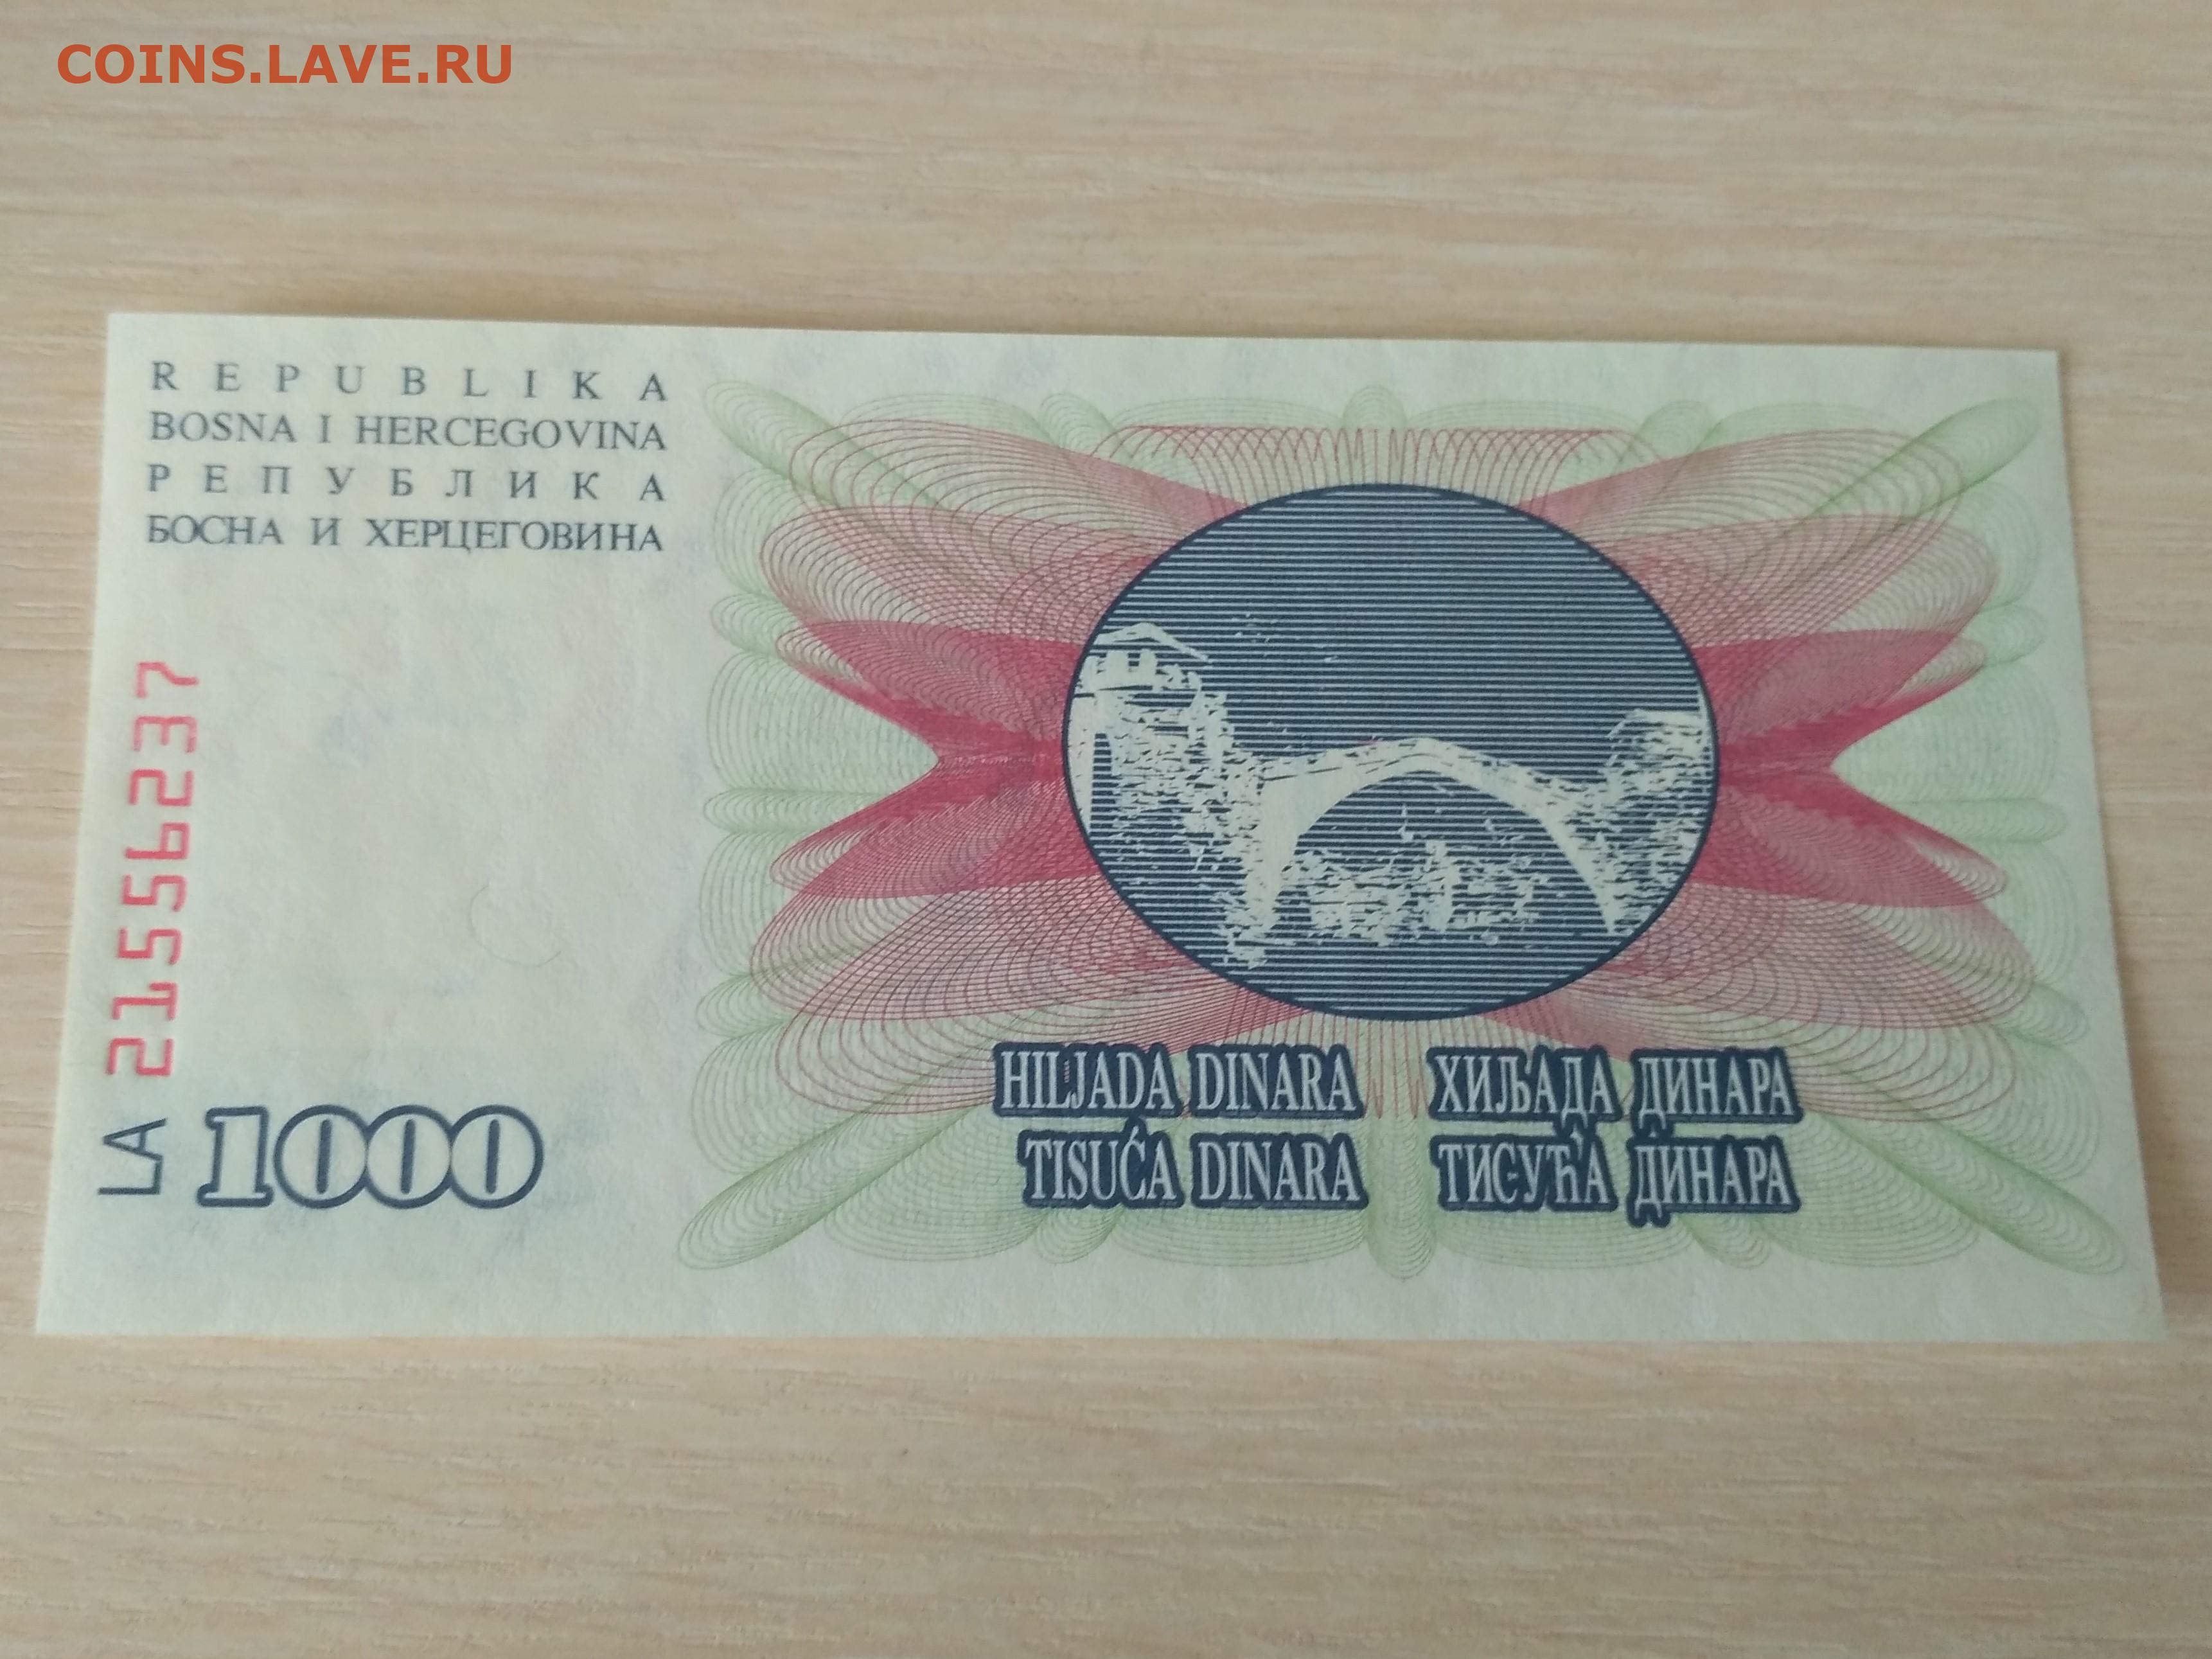 COINS.LAVE.RU
REPUBLIKA
BOSNA I HERCEGOVINA
РЕПУБЛИКА
БОСНА И ХЕРЦЕГОВИНА
LA 21556237
1000
HILJADA DINARA ХИЉАДА ДИНАРА
TISUĆA DINARA ТИСУЋА ДИНАРА